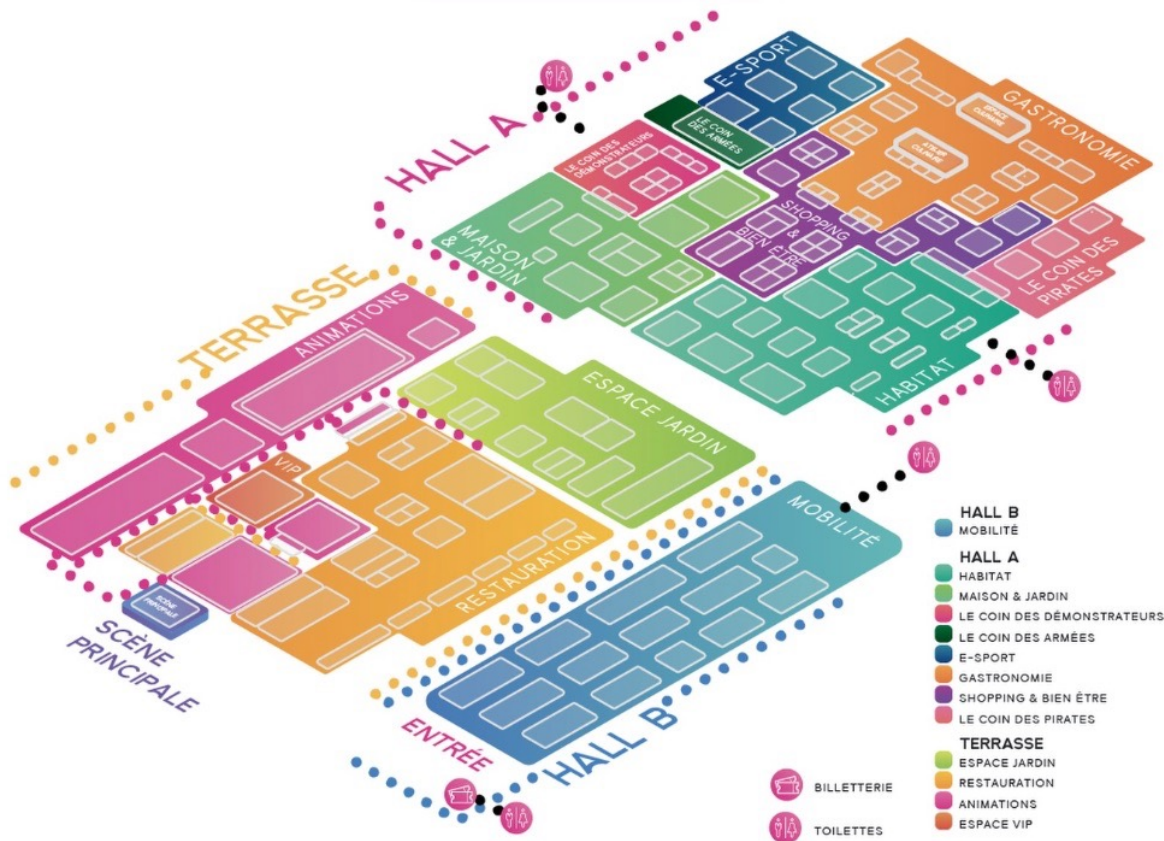 E-SPORT
GASTRONOMIE
ESPACE
CULINAIRE
ATELIER
CULINAIRE
LE COIN
DES ARMÉES
HALL A
LE COIN DES
DÉMONSTRATEURS
SHOPPING
&
BIEN ÊTRE
MAISON
& JARDIN
LE COIN DES
PIRATES
HABITAT
TERRASSE
ANIMATIONS
ESPACE JARDIN
VIP
RESTAURATION
MOBILITÉ
SCÈNE
PRINCIPALE
SCÈNE
PRINCIPALE
ENTRÉE
HALL B
HALL B
MOBILITÉ
HALL A
HABITAT
MAISON & JARDIN
LE COIN DES DÉMONSTRATEURS
LE COIN DES ARMÉES
E-SPORT
GASTRONOMIE
SHOPPING & BIEN ÊTRE
LE COIN DES PIRATES
TERRASSE
ESPACE JARDIN
RESTAURATION
ANIMATIONS
ESPACE VIP
BILLETTERIE
TOILETTES